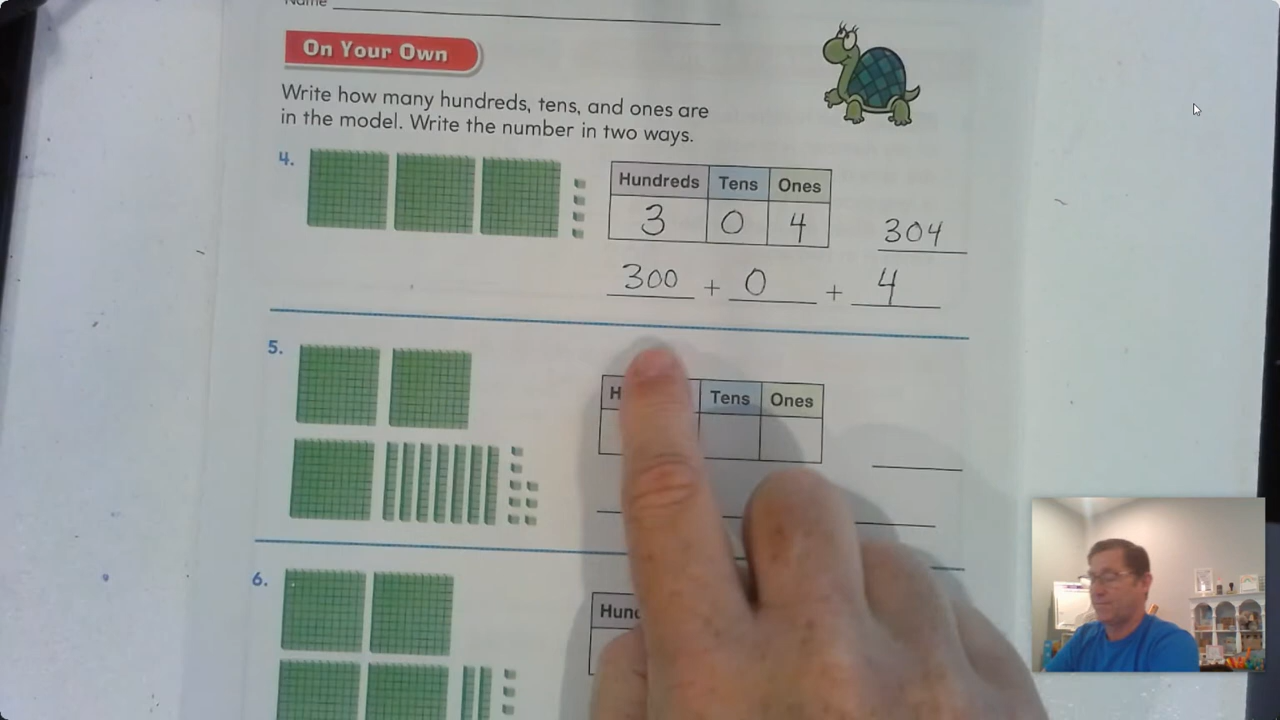 Name
On Your Own
Write how many hundreds, tens, and ones are
in the model. Write the number in two ways.
4.
Hundreds Tens Ones
3 0 4
304
300 + 0 + 4
5.
Tens Ones
6.